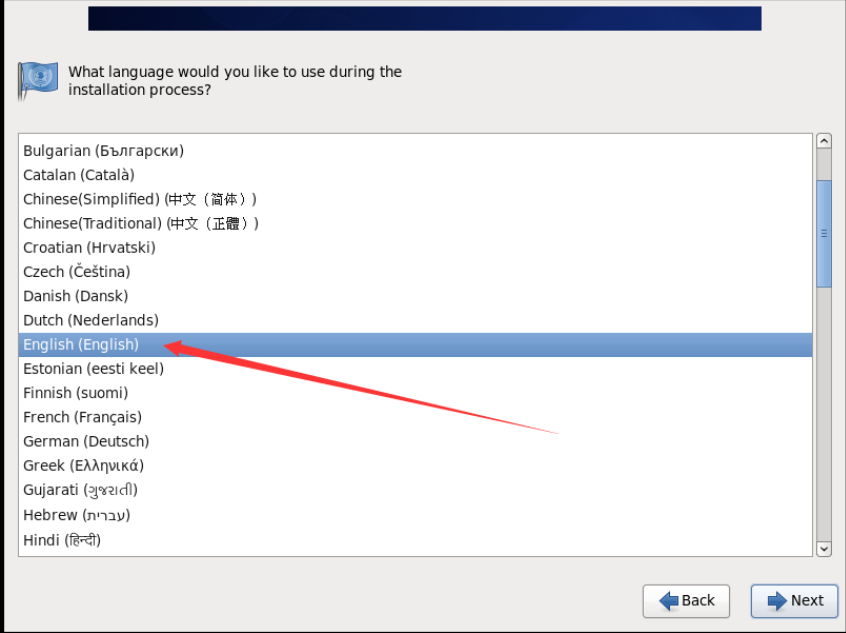 What language would you like to use during the
installation process?
Bulgarian (Български)
Catalan (Català)
Chinese(Simplified) (中文（简体）)
Chinese(Traditional) (中文（正體）)
Croatian (Hrvatski)
Czech (Čeština)
Danish (Dansk)
Dutch (Nederlands)
English (English)
Estonian (eesti keel)
Finnish (suomi)
French (Français)
German (Deutsch)
Greek (Ελληνικά)
Gujarati (ગુજરાતી)
Hebrew (עברית)
Hindi (हिन्दी)
Back
Next